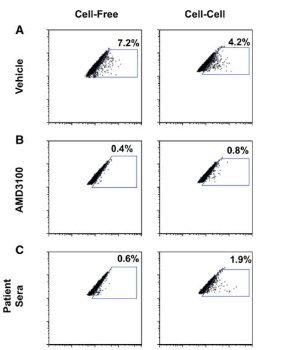 Cell-Free Cell-Cell
A
Vehicle
7.2% 4.2%
B
AMD3100
0.4% 0.8%
C
Patient
Sera
0.6% 1.9%